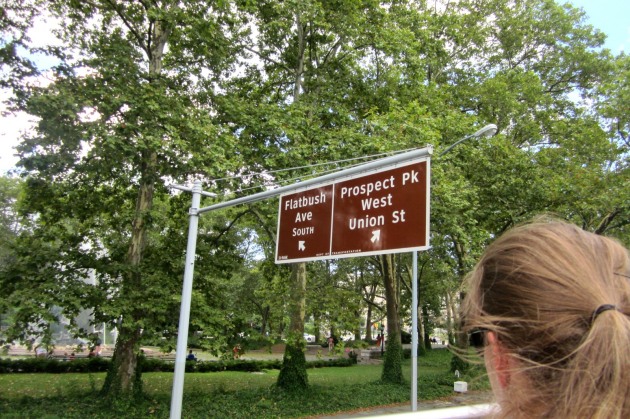 Flatbush
Ave
SOUTH
Prospect Pk
West
Union St